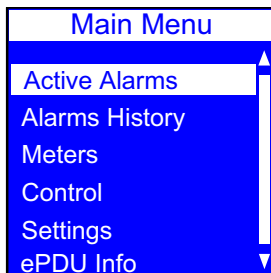 Main Menu
Active Alarms
Alarms History
Meters
Control
Settings
ePDU Info